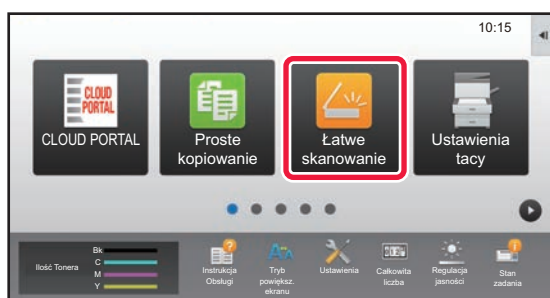 10:15
CLOUD
PORTAL
CLOUD PORTAL
Proste
kopiowanie
Łatwe
skanowanie
Ustawienia
tacy
Ilość Tonera
Bk
C
M
Y
Instrukcja
Obsługi
Tryb
powiększ.
ekranu
Ustawienia
Całkowita
liczba
Regulacja
jasności
Stan
zadania